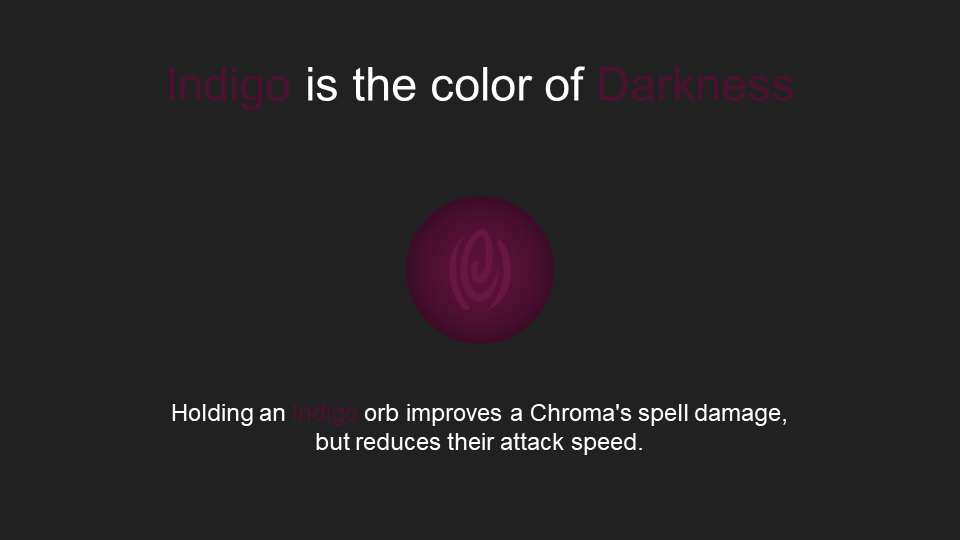 Indigo is the color of Darkness
Holding an Indigo orb improves a Chroma's spell damage,
but reduces their attack speed.